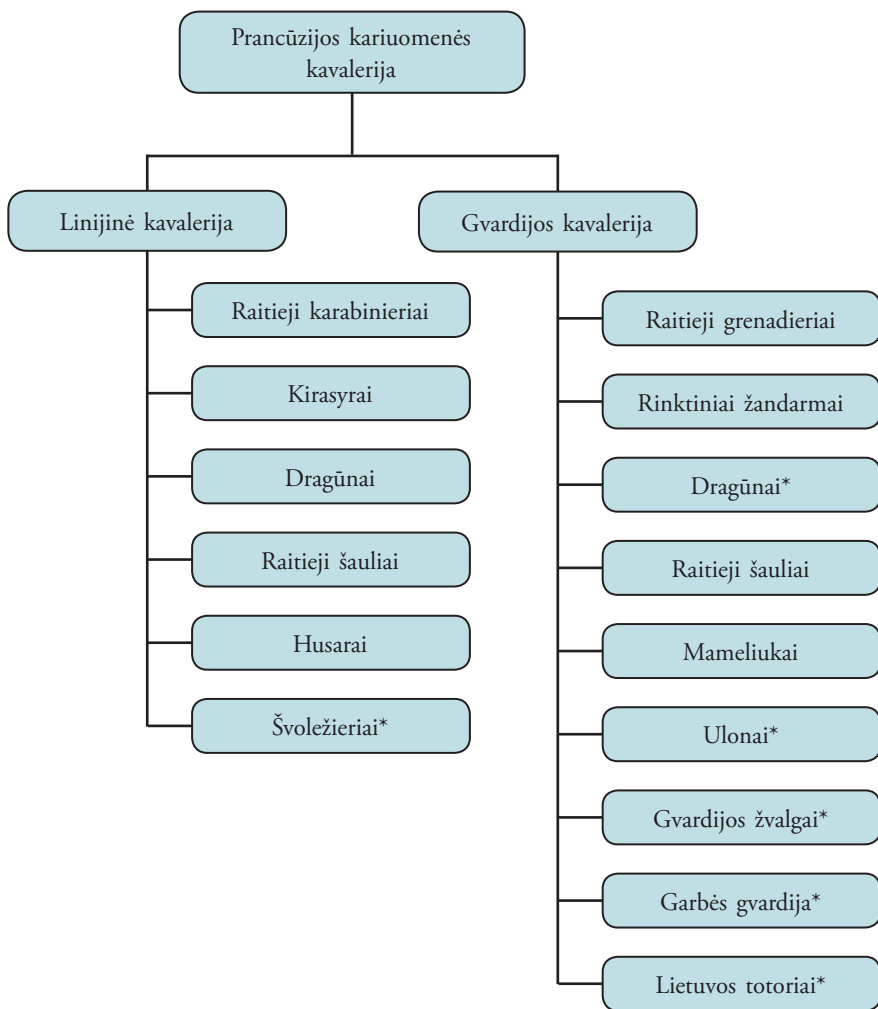 Prancūzijos kariuomenės
kavalerija
Linijinė kavalerija
Raitieji karabinieriai
Kirasyrai
Dragūnai
Raitieji šauliai
Husarai
Švoležieriai*
Gvardijos kavalerija
Raitieji grenadieriai
Rinktiniai žandarmai
Dragūnai*
Raitieji šauliai
Mameliukai
Ulonai*
Gvardijos žvalgai*
Garbės gvardija*
Lietuvos totoriai*